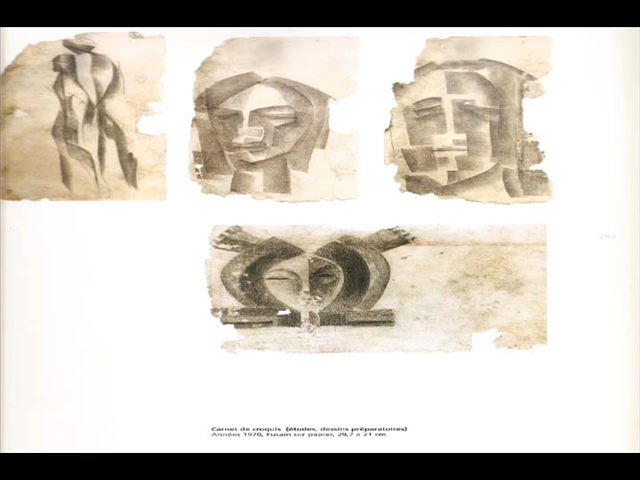 Carnet de croquis (études, dessins préparatoires)
Années 1970, Fusain sur papier, 29,7 x 21 cm